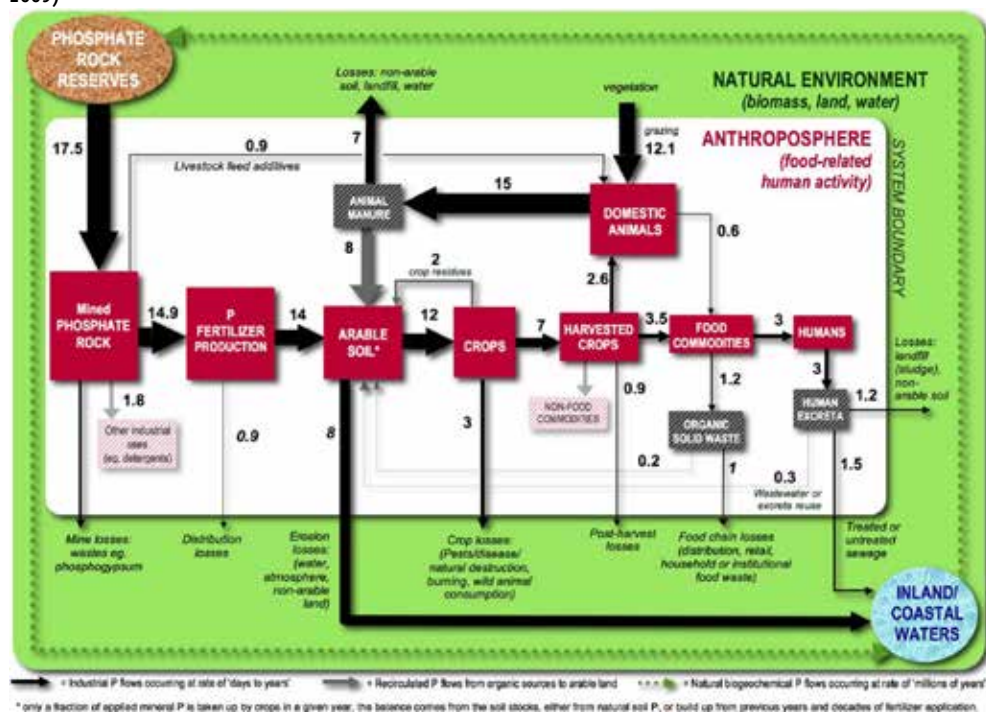 2009)
PHOSPHATE
ROCK
RESERVES
Losses: non-arable
soil, landfill, water
vegetation
NATURAL ENVIRONMENT
(biomass, land, water)
17.5
0.9
Livestock feed additives
7
grazing
12.1
ANTHROPOSPHERE
(food-related
human activity)
SYSTEM BOUNDARY
15
ANIMAL
MANURE
DOMESTIC
ANIMALS
0.6
8
2
crop residues
2.6
Mined
PHOSPHATE
ROCK
14.9
P
FERTILIZER
PRODUCTION
14
ARABLE
SOIL*
12
CROPS
7
HARVESTED
CROPS
3.5
FOOD
COMMODITIES
3
HUMANS
Losses:
landfill
(sludge),
non-
arable soil
1.8
Other industrial
uses
(eg. detergents)
0.9
8
3
NON-FOOD
COMMODITIES
0.9
1.2
ORGANIC
SOLID WASTE
3
HUMAN
EXCRETA
1.2
0.2
1
0.3
Wastewater or
excreta reuse
1.5
Mine losses:
wastes eg.
phosphogypsum
Distribution
losses
Erosion
losses:
(water,
atmosphere,
non-arable
land)
Crop losses:
(Pests/disease/
natural destruction,
burning, wild animal
consumption)
Post-harvest
losses
Food chain losses
(distribution, retail,
household or institutional
food waste)
Treated or
untreated
sewage
INLAND/
COASTAL
WATERS
= Industrial P flows occurring at rate of 'days to years'
= Recirculated P flows from organic sources to arable land
= Natural biogeochemical P flows occurring at rate of 'millions of years'
* only a fraction of applied mineral P is taken up by crops in a given year, the balance comes from the soil stocks, either from natural soil P, or build up from previous years and decades of fertilizer application.